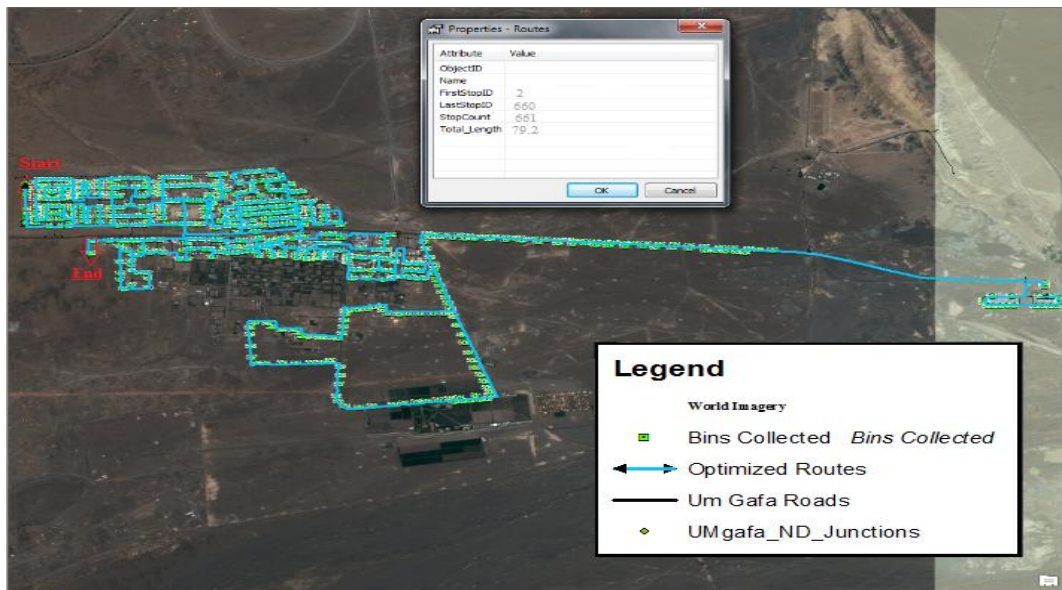 Properties - Routes
Attribute Value
ObjectID
Name
FirstStopID 2
LastStopID 660
StopCount 661
Total_Length 79.2
OK Cancel
Start
End
Legend
World Imagery
Bins Collected Bins Collected
Optimized Routes
Um Gafa Roads
UMgafa_ND_Junctions